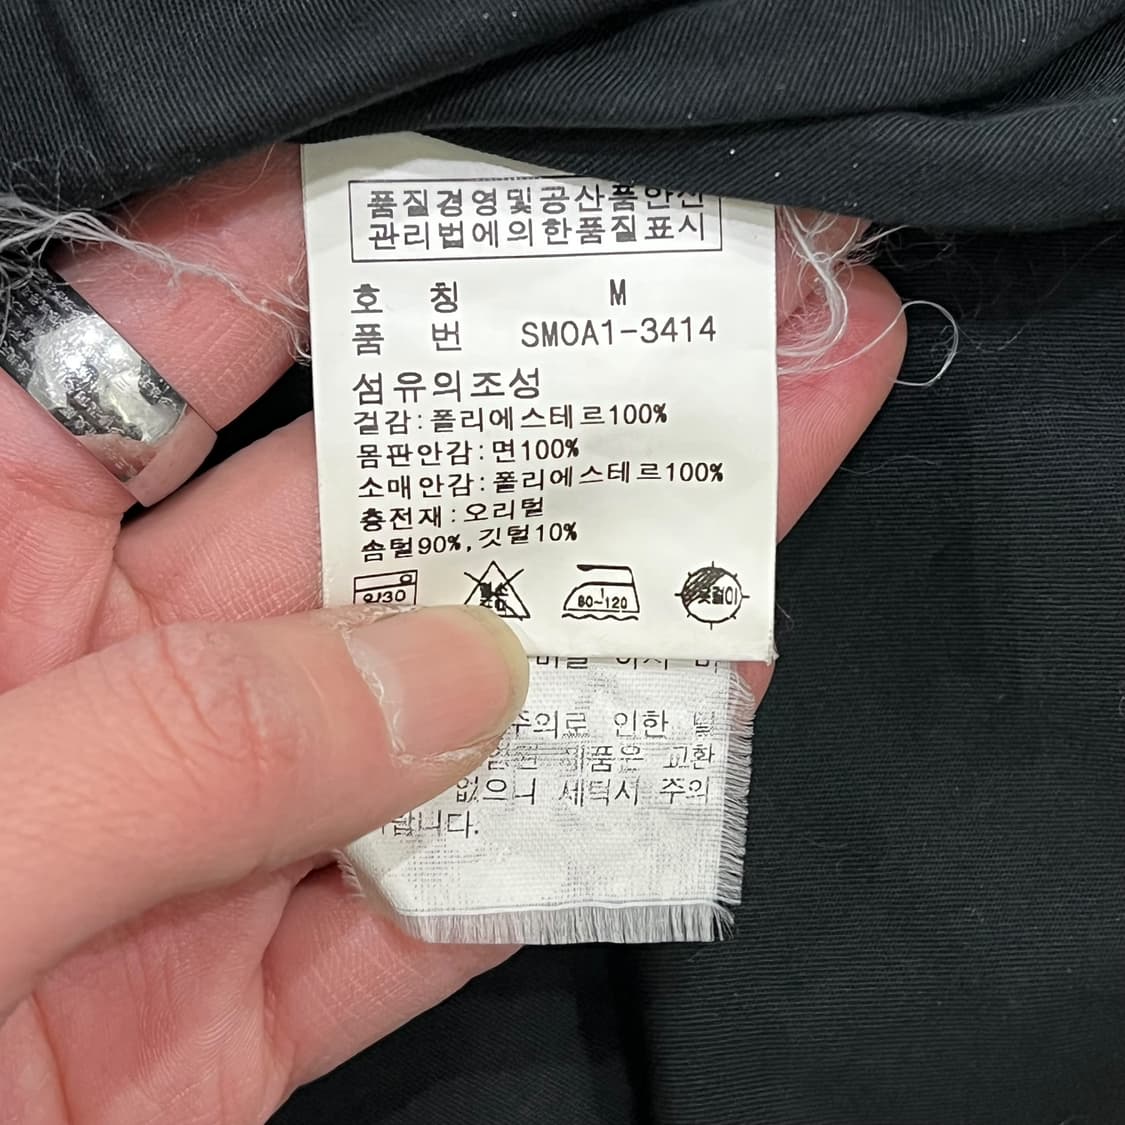 품질경영및공산품안전
관리법에의한품질표시
호 칭 M
품 번 SMOA1-3414
섬유의조성
겉감:폴리에스테르100%
몸판안감:면100%
소매안감:폴리에스테르100%
충전재:오리털
솜털90%,깃털10%
80~120
옷걸이
주의로 인한
제품은 교환
없으니 세탁시 주의
랍니다.